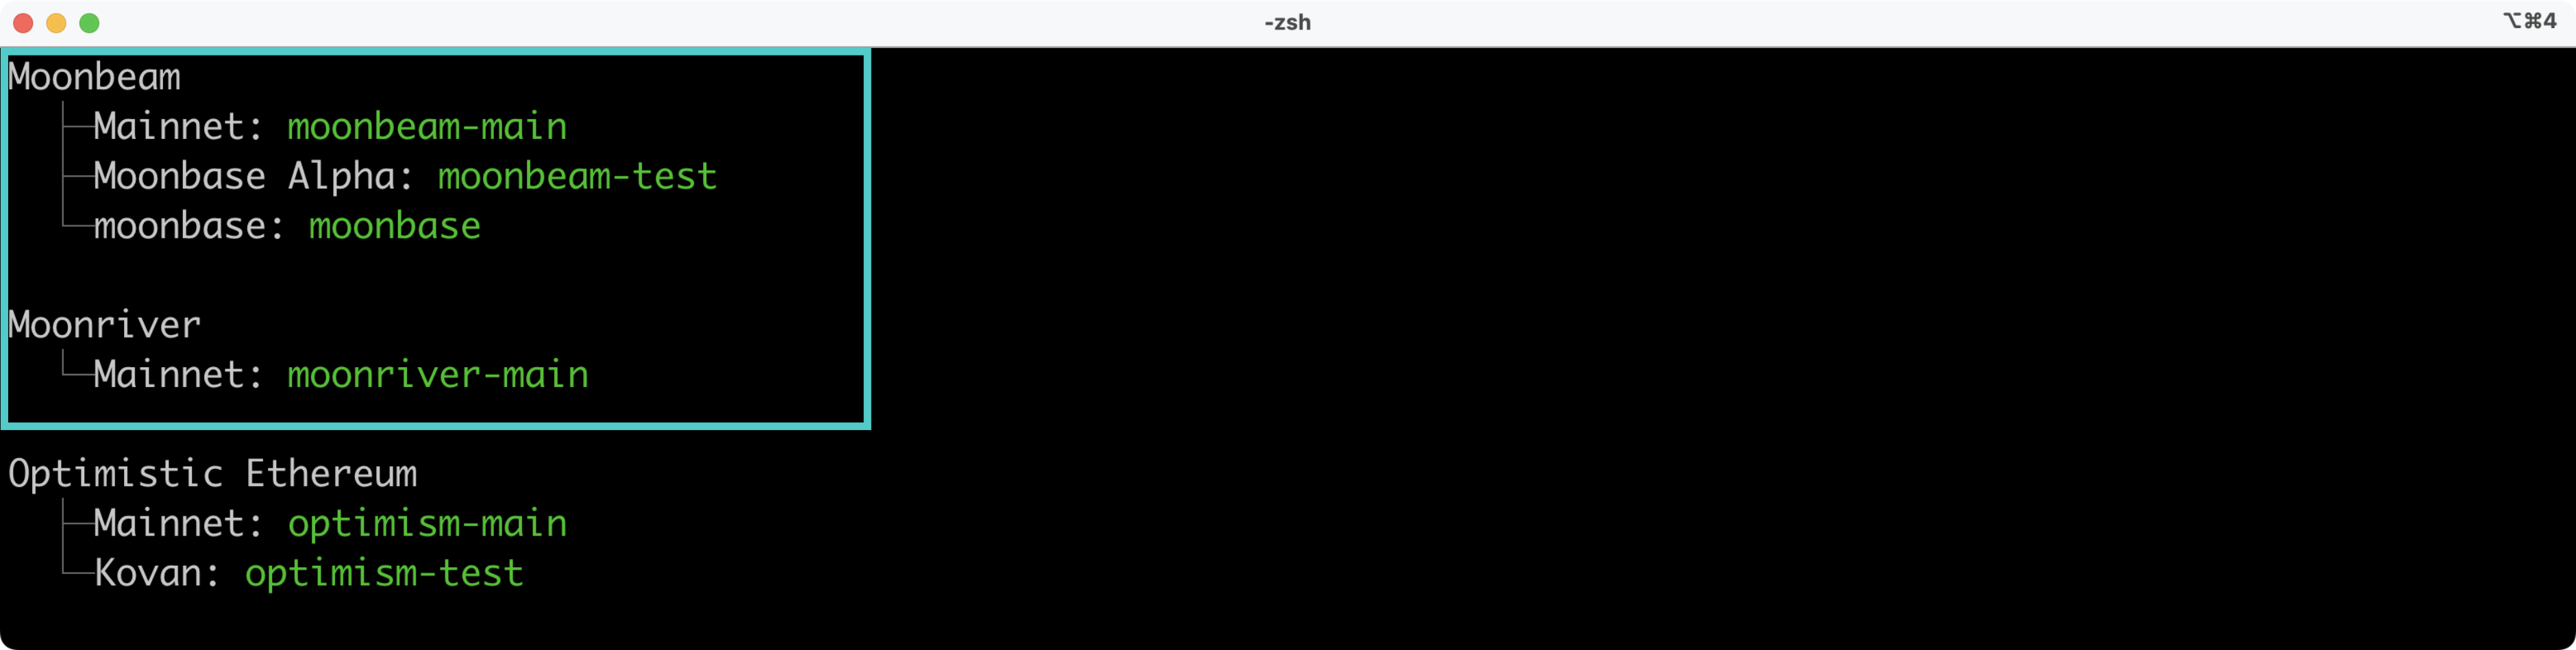 -zsh
⌥⌘4
Moonbeam
Mainnet: moonbeam-main
Moonbase Alpha: moonbeam-test
moonbase: moonbase
Moonriver
Mainnet: moonriver-main
Optimistic Ethereum
Mainnet: optimism-main
Kovan: optimism-test